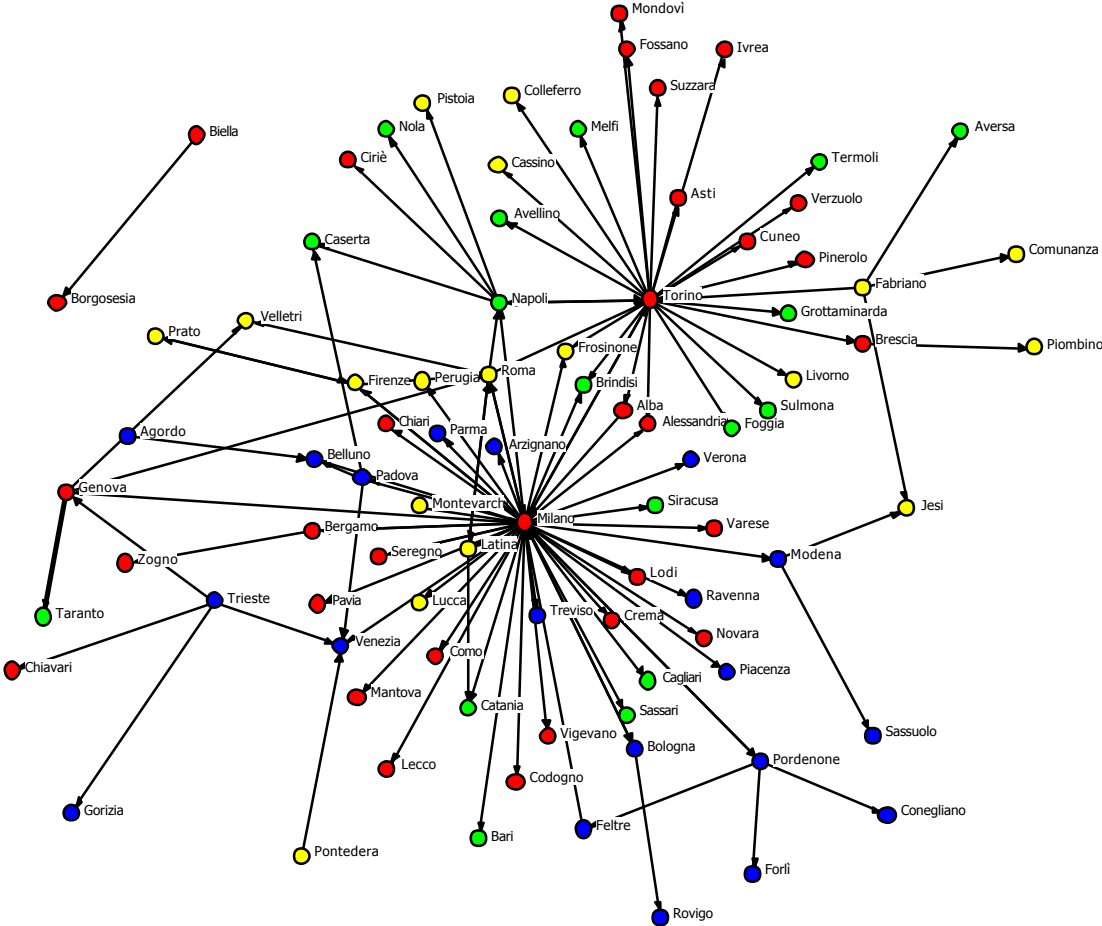 Mondovì
Fossano
Ivrea
Suzzara
Colleferro
Pistoia
Nola
Melfi
Aversa
Biella
Ciriè
Cassino
Termoli
Asti
Verzuolo
Avellino
Caserta
Cuneo
Comunanza
Pinerolo
Fabriano
Borgosesia
Napoli
Torino
Grottaminarda
Velletri
Prato
Brescia
Piombino
Frosinone
Roma
Firenze
Perugia
Brindisi
Livorno
Alba
Sulmona
Chiari
Alessandria
Foggia
Agordo
Parma
Arzignano
Belluno
Verona
Padova
Genova
Montevarch
Siracusa
Jesi
Milano
Varese
Bergamo
Seregno
Latina
Modena
Zogno
Lodi
Trieste
Pavia
Lucca
Ravenna
Taranto
Treviso
Crema
Venezia
Como
Novara
Chiavari
Cagliari
Piacenza
Mantova
Catania
Sassari
Vigevano
Bologna
Sassuolo
Lecco
Codogno
Pordenone
Gorizia
Conegliano
Feltre
Bari
Pontedera
Forlì
Rovigo